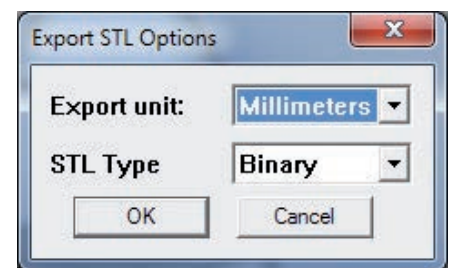 Export STL Options
Export unit: Millimeters
STL Type Binary
OK Cancel